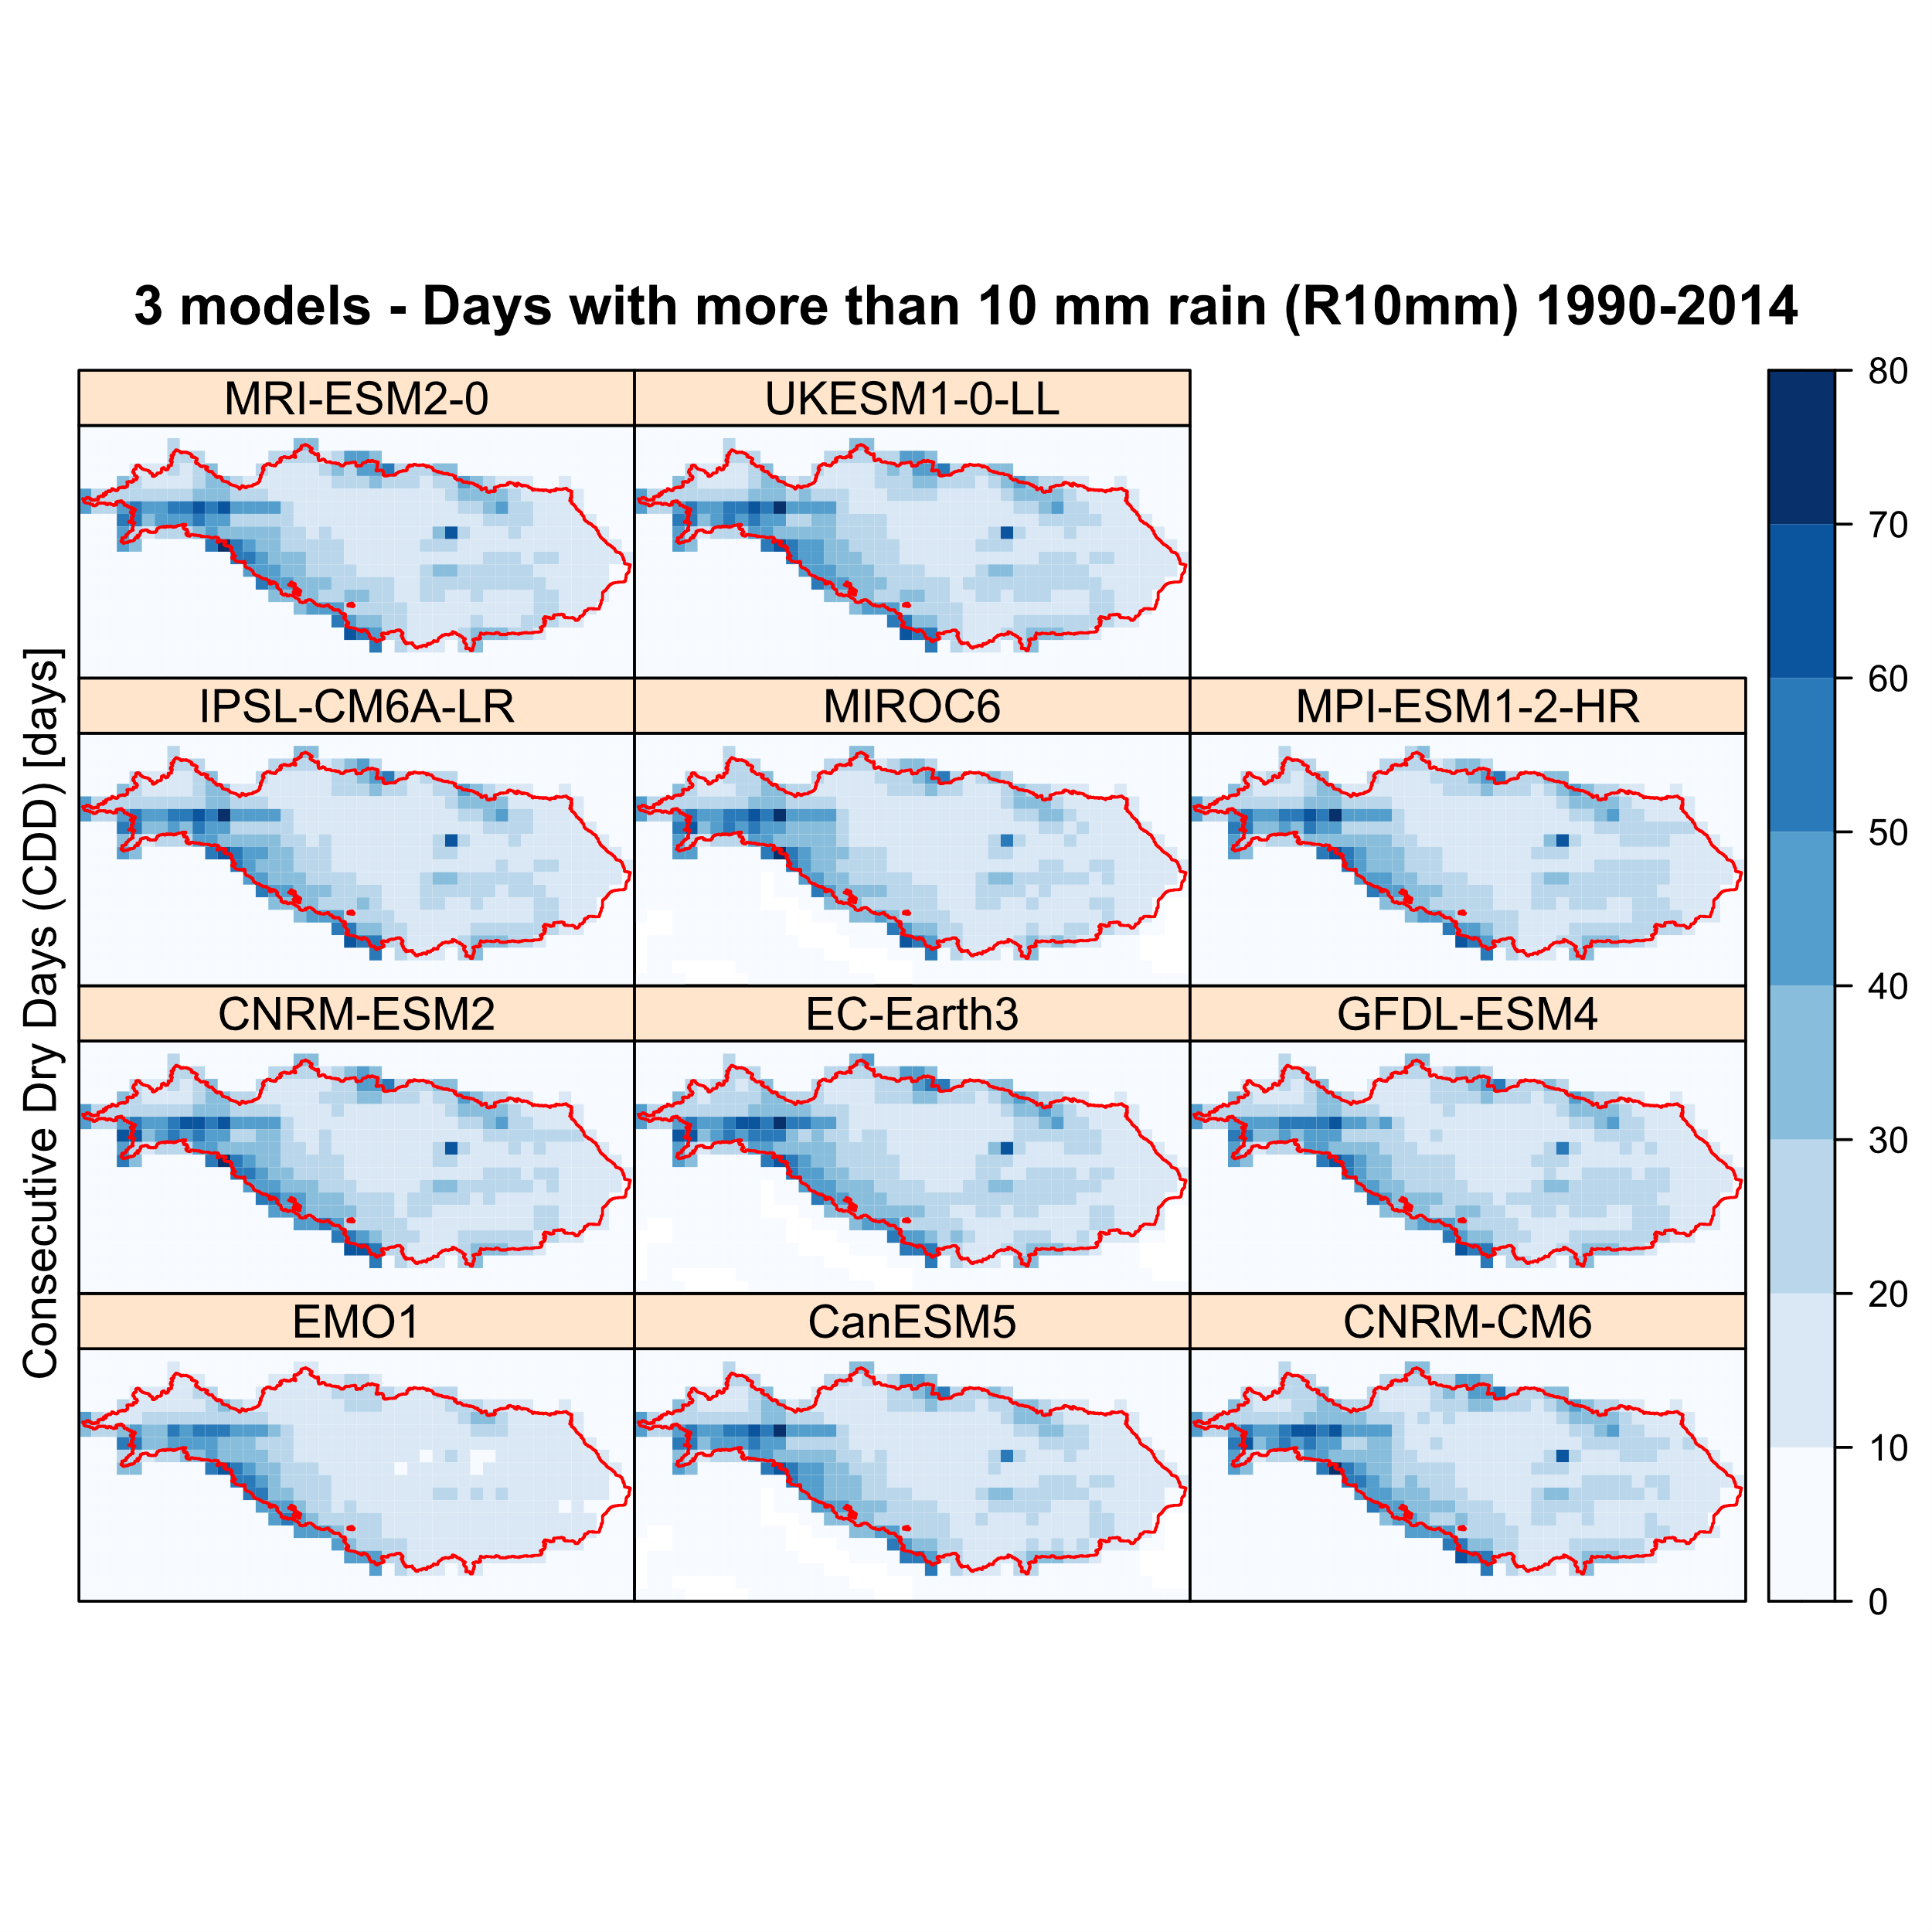 3 models - Days with more than 10 mm rain (R10mm) 1990-2014
Consecutive Dry Days (CDD) [days]
MRI-ESM2-0
UKESM1-0-LL
IPSL-CM6A-LR
MIROC6
MPI-ESM1-2-HR
CNRM-ESM2
EC-Earth3
GFDL-ESM4
EMO1
CanESM5
CNRM-CM6
80
70
60
50
40
30
20
10
0